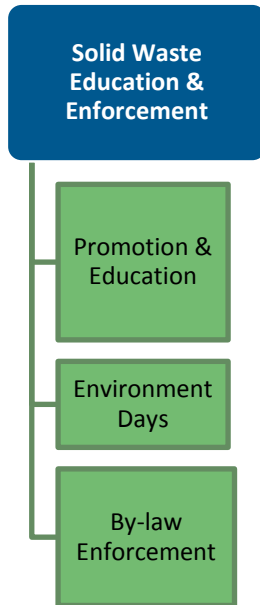 Solid Waste
Education &
Enforcement
Promotion &
Education
Environment
Days
By-law
Enforcement